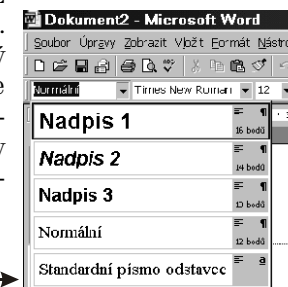 Dokument2 - Microsoft Word
Soubor Úpravy Zobrazit Vložit Formát Nástro
Normální Times New Roman 12
Nadpis 1
16 bodů
Nadpis 2
14 bodů
Nadpis 3
13 bodů
Normální
12 bodů
Standardní písmo odstavce
a